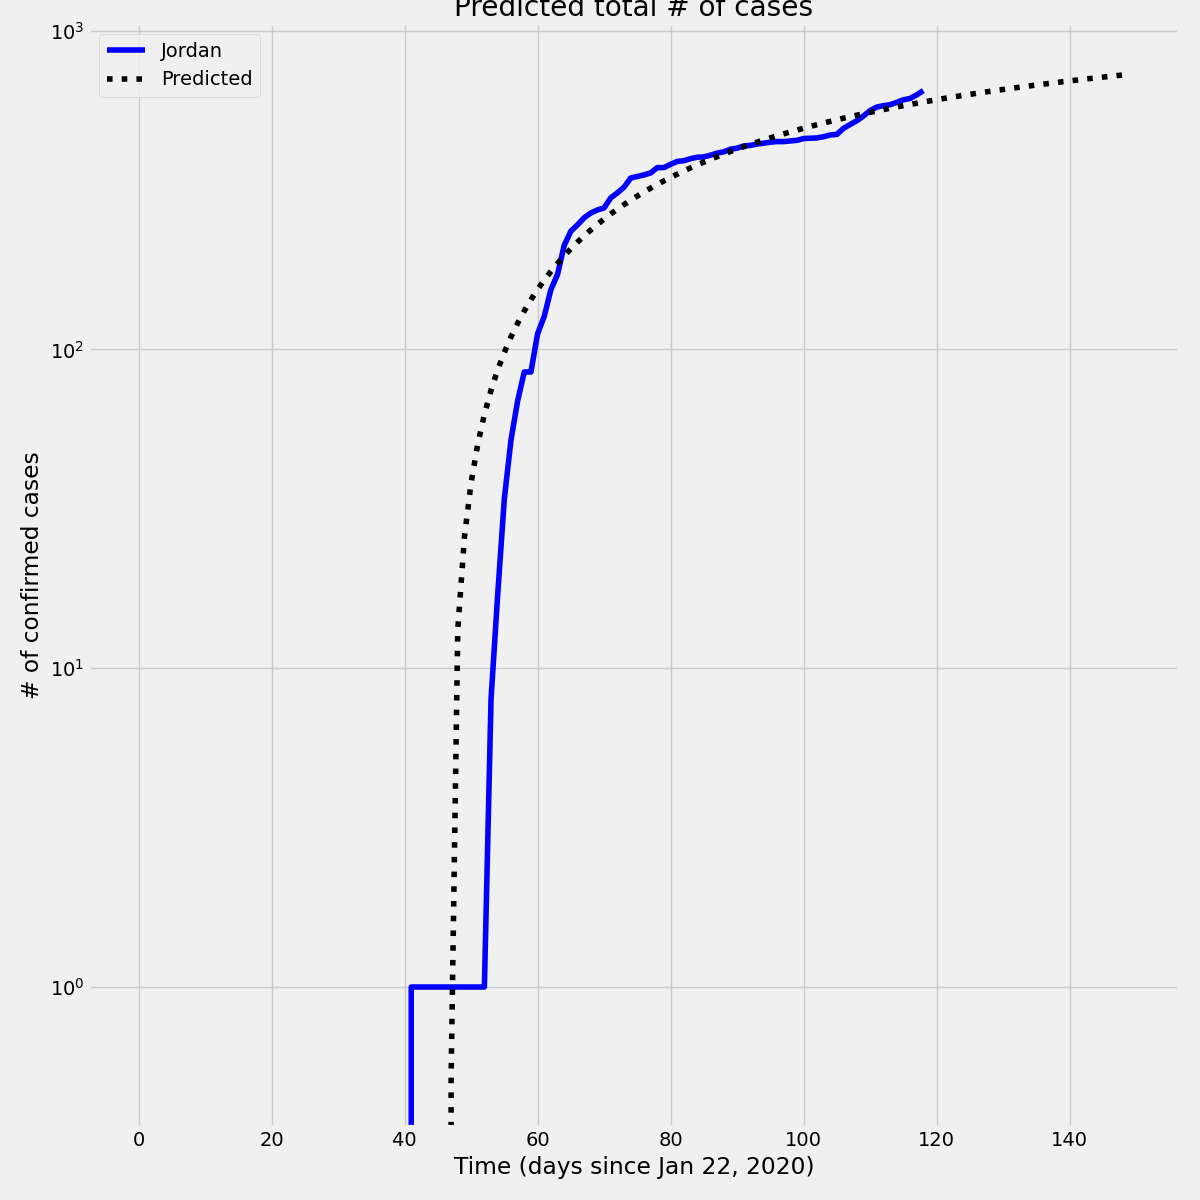 Predicted total # of cases
Jordan
Predicted
10³
10²
10¹
10⁰
# of confirmed cases
0 20 40 60 80 100 120 140
Time (days since Jan 22, 2020)